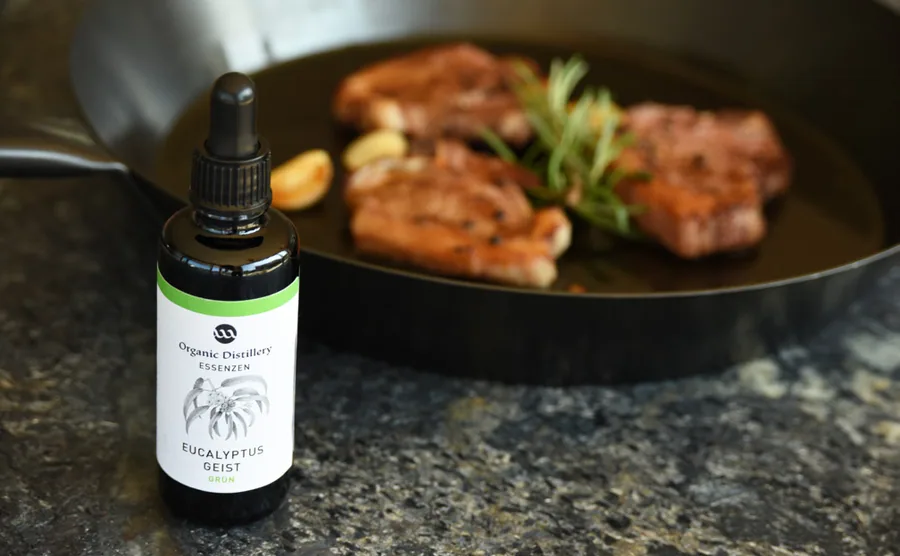 Organic Distillery
ESSENZEN
EUCALYPTUS
GEIST
GRÜN